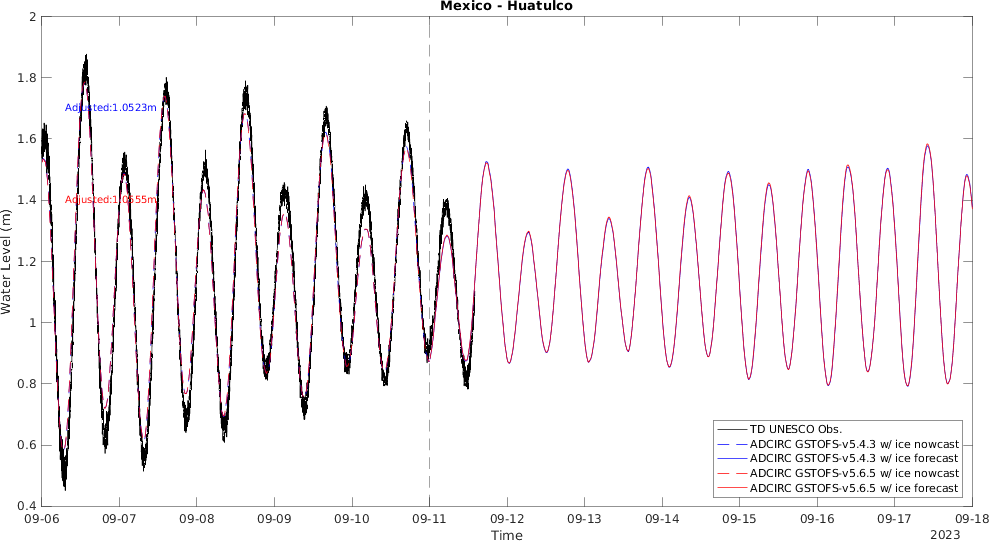 Mexico - Huatulco
2
1.8
1.6
1.4
1.2
1
0.8
0.6
0.4
Water Level (m)
Adjusted:1.0523m
Adjusted:1.0555m
TD UNESCO Obs.
ADCIRC GSTOFS-v5.4.3 w/ ice nowcast
ADCIRC GSTOFS-v5.4.3 w/ ice forecast
ADCIRC GSTOFS-v5.6.5 w/ ice nowcast
ADCIRC GSTOFS-v5.6.5 w/ ice forecast
09-06 09-07 09-08 09-09 09-10 09-11 09-12 09-13 09-14 09-15 09-16 09-17 09-18
Time
2023